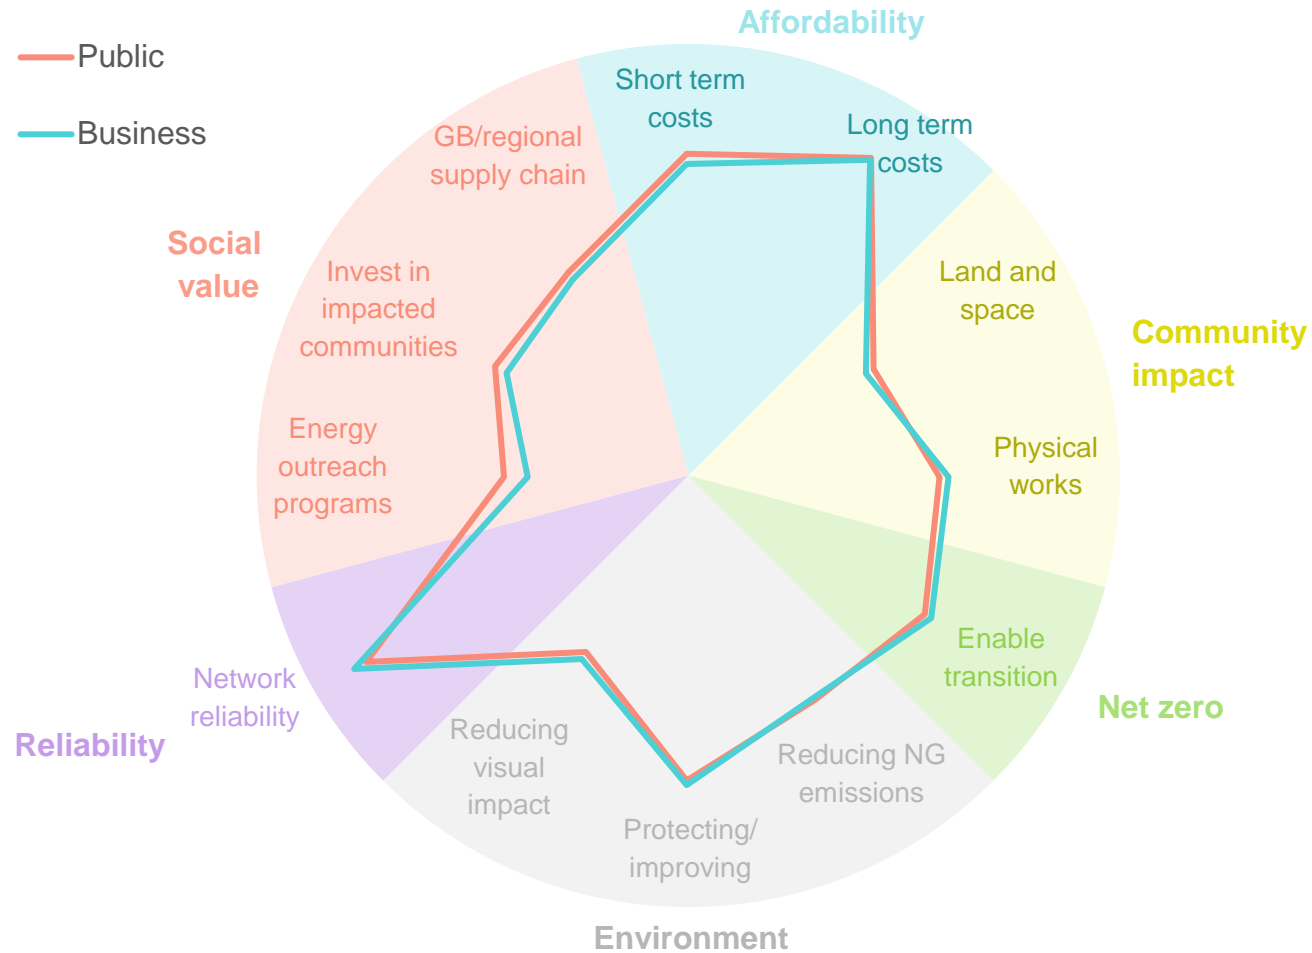 Public
Business
Affordability
Short term
costs
Long term
costs
GB/regional
supply chain
Social
value
Invest in
impacted
communities
Land and
space
Community
impact
Energy
outreach
programs
Physical
works
Enable
transition
Net zero
Network
reliability
Reliability
Reducing
visual
impact
Reducing NG
emissions
Protecting/
improving
Environment